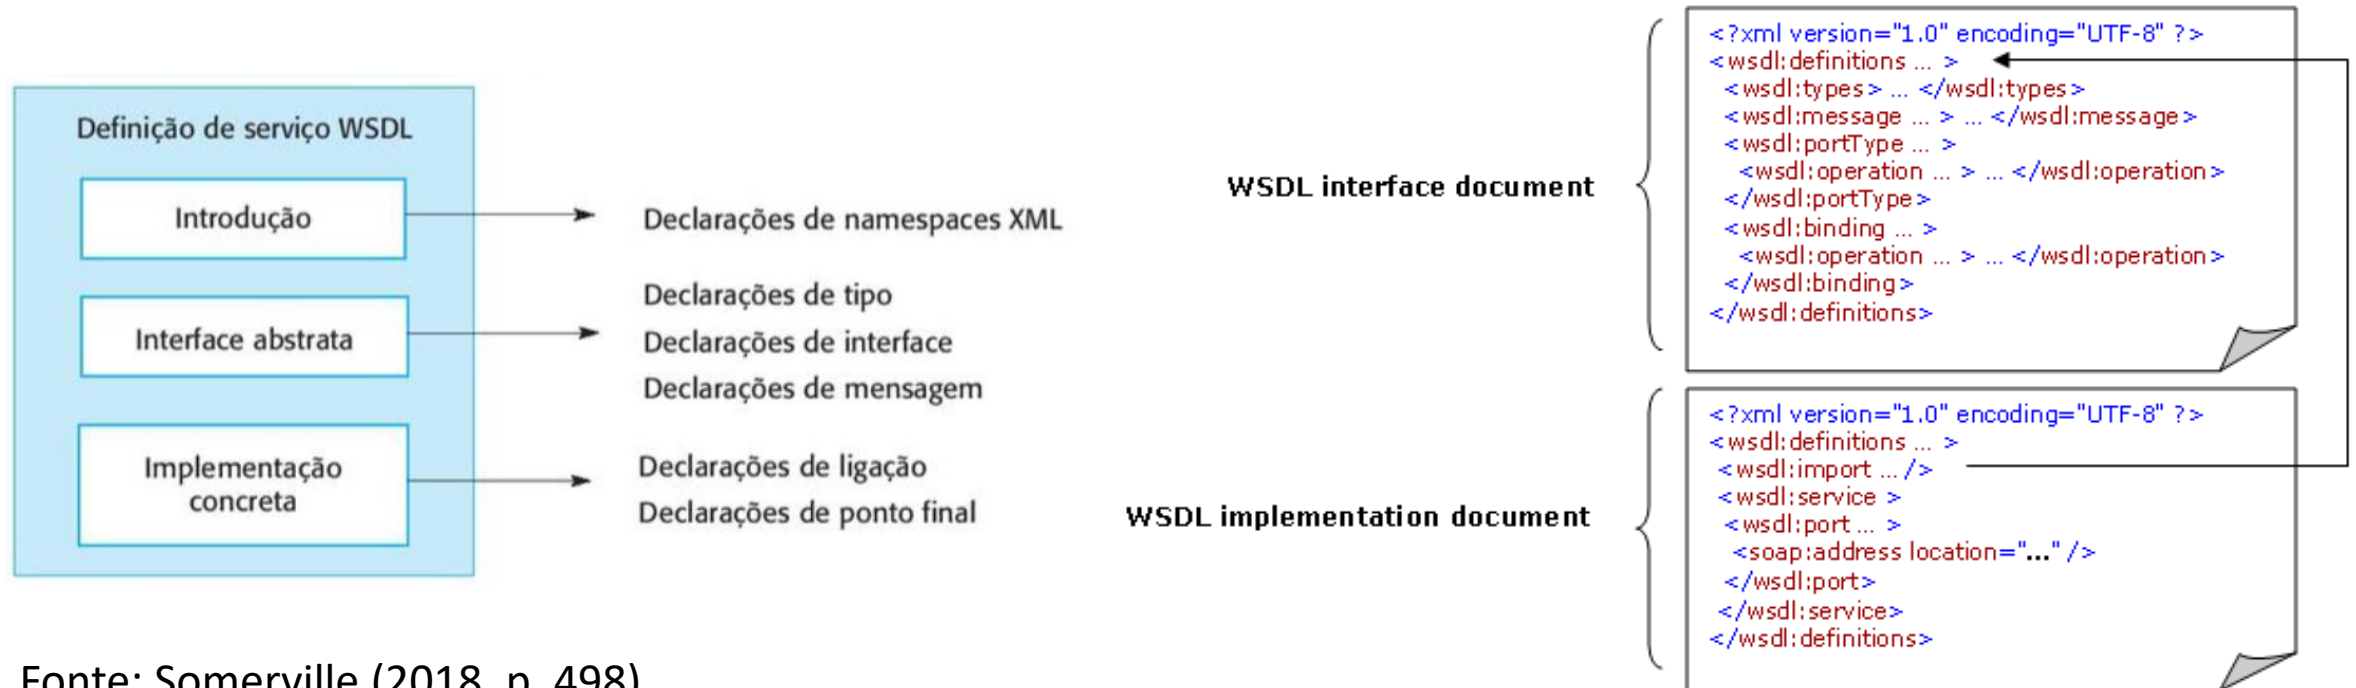 Definição de serviço WSDL
Introdução
Declarações de namespaces XML
Interface abstrata
Declarações de tipo
Declarações de interface
Declarações de mensagem
Implementação
concreta
Declarações de ligação
Declarações de ponto final
Fonte: Somerville (2018, p. 498)
WSDL interface document
<?xml version="1.0" encoding="UTF-8" ?>
<wsdl:definitions ... >
<wsdl:types> ... </wsdl:types>
<wsdl:message ... > ... </wsdl:message>
<wsdl:portType ... >
<wsdl:operation ... > ... </wsdl:operation>
</wsdl:portType>
<wsdl:binding ... >
<wsdl:operation ... > ... </wsdl:operation>
</wsdl:binding>
</wsdl:definitions>
WSDL implementation document
<?xml version="1.0" encoding="UTF-8" ?>
<wsdl:definitions ... >
<wsdl:import ... />
<wsdl:service >
<wsdl:port ... >
<soap:address location="..." />
</wsdl:port>
</wsdl:service>
</wsdl:definitions>